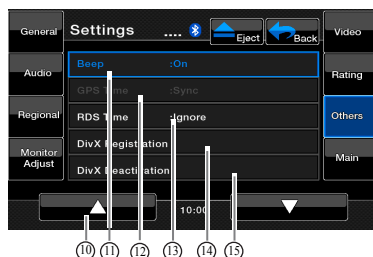 General Settings .... Eject Back Video
Beep :On
Audio Rating
GPS Time :Sync
Regional RDS Time :Ignore Others
DivX Registration
Monitor Adjust Main
DivX Deactivation
10:00
(10) (11) (12) (13) (14) (15)